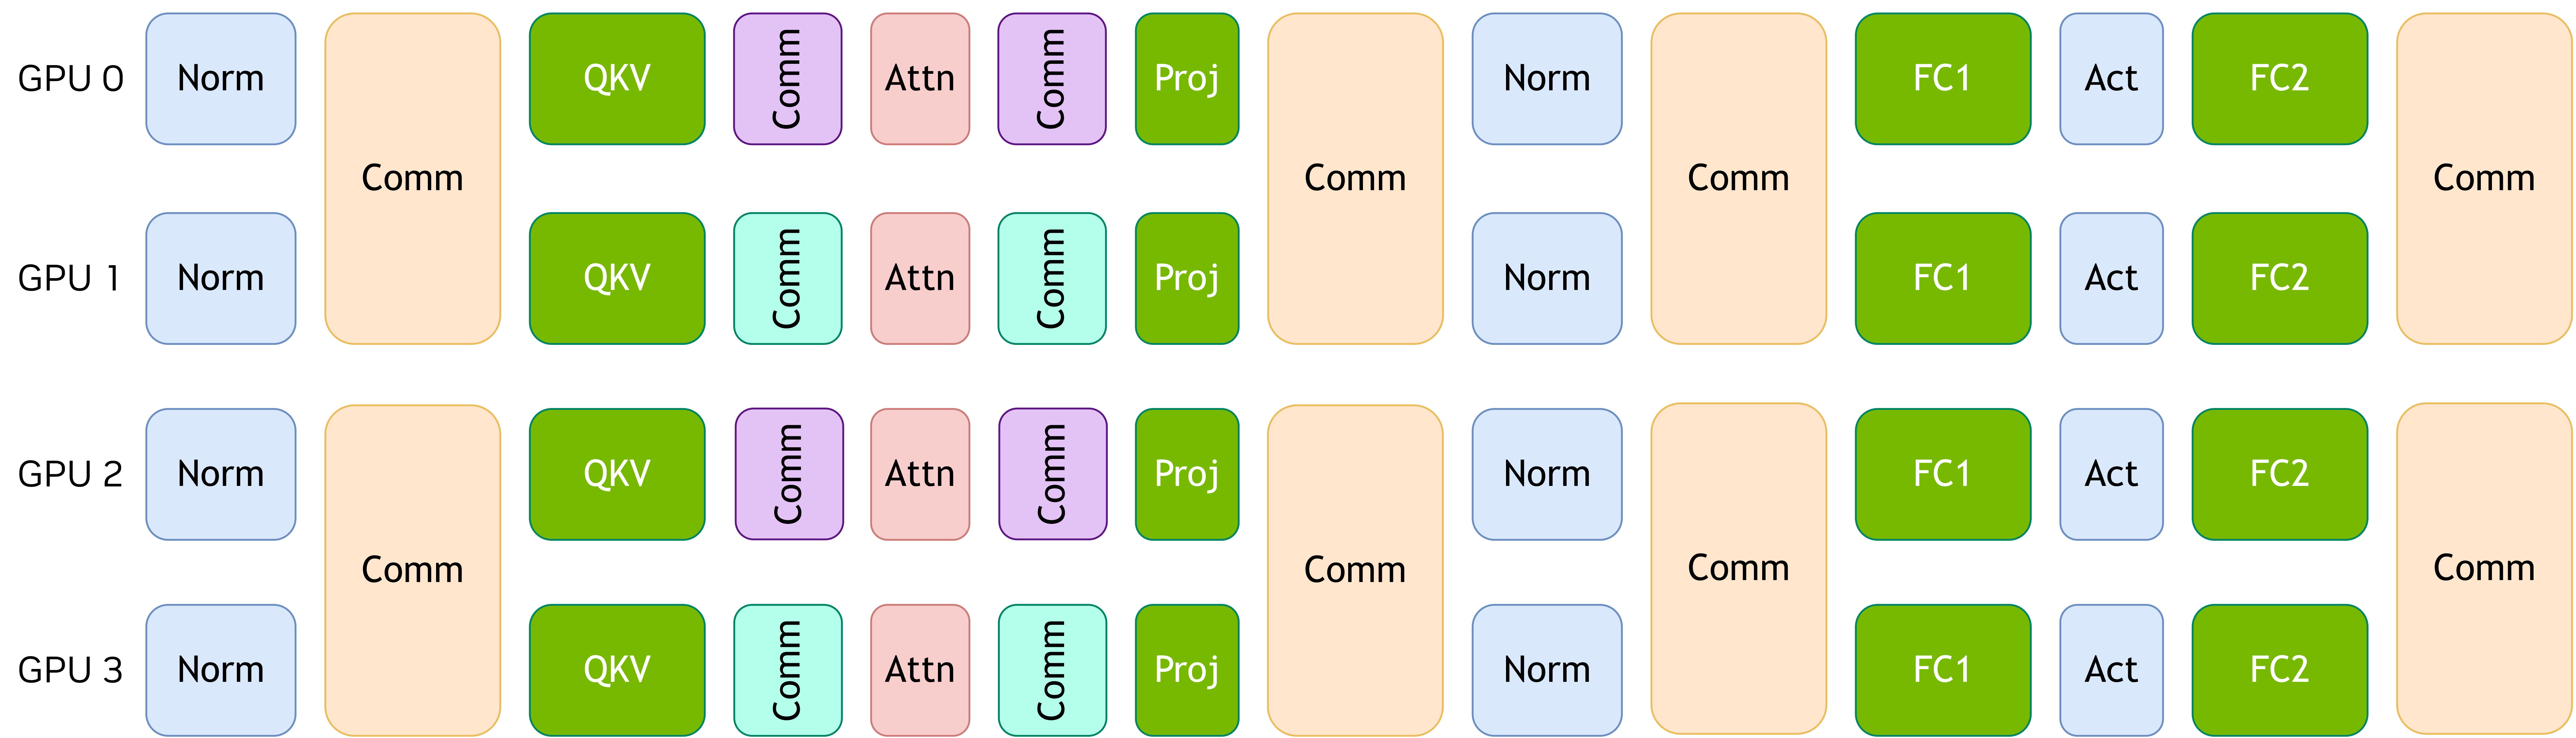 GPU 0 Norm QKV Comm Attn Comm Proj Norm FC1 Act FC2
Comm Comm Comm Comm
GPU 1 Norm QKV Comm Attn Comm Proj Norm FC1 Act FC2
GPU 2 Norm QKV Comm Attn Comm Proj Norm FC1 Act FC2
Comm Comm Comm Comm
GPU 3 Norm QKV Comm Attn Comm Proj Norm FC1 Act FC2